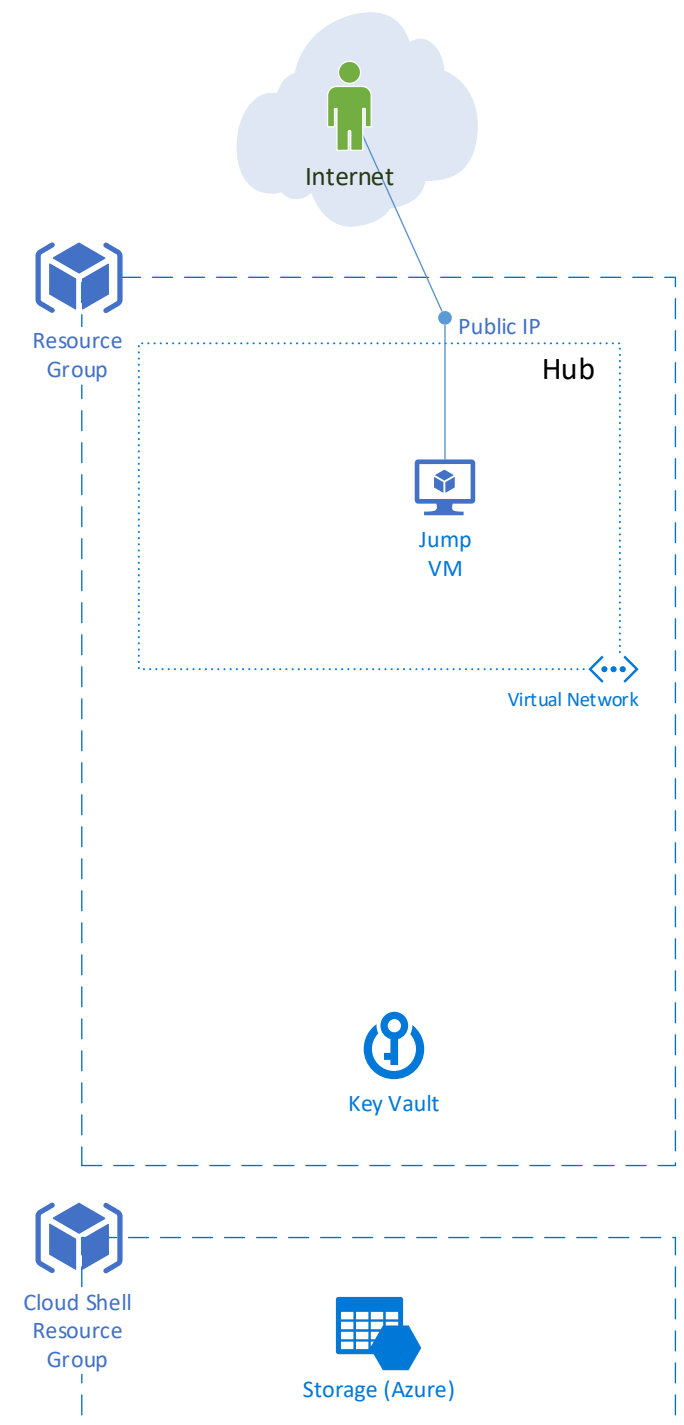 Internet
Resource
Group
Public IP
Hub
Jump
VM
Virtual Network
Key Vault
Cloud Shell
Resource
Group
Storage (Azure)